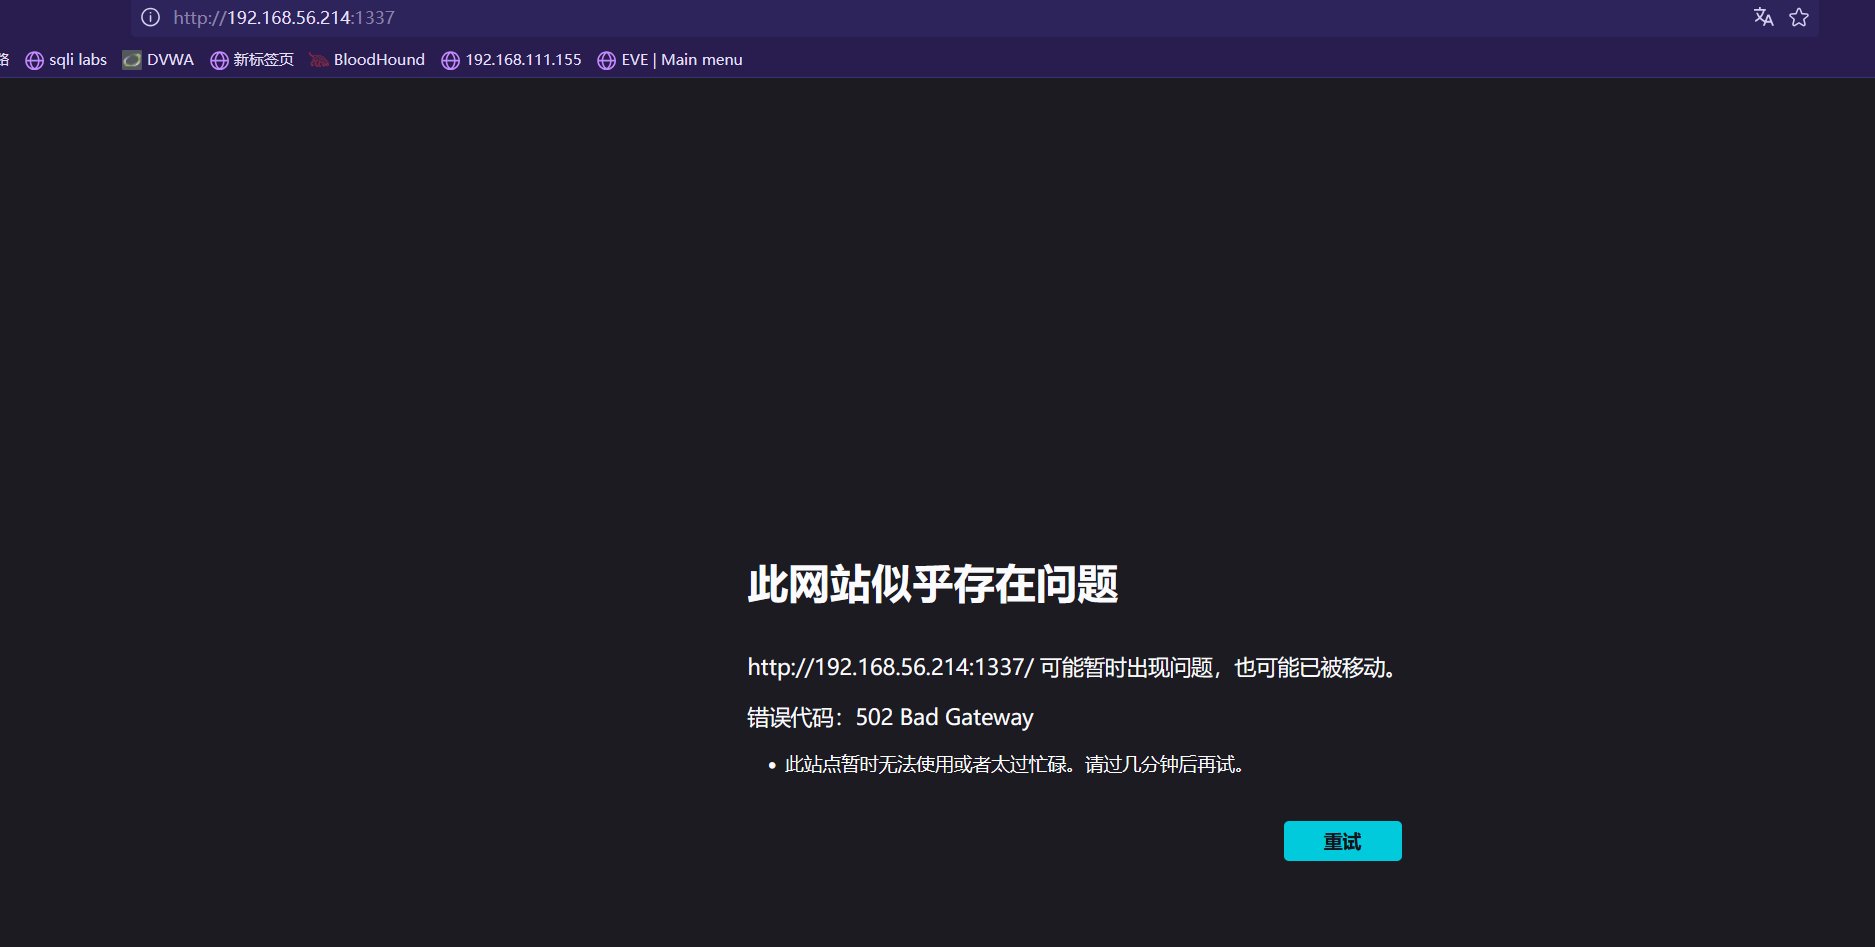 http://192.168.56.214:1337
sqli labs DVWA 新标签页 BloodHound 192.168.111.155 EVE | Main menu
此网站似乎存在问题
http://192.168.56.214:1337/ 可能暂时出现问题，也可能已被移动。
错误代码：502 Bad Gateway
• 此站点暂时无法使用或者太过忙碌。请过几分钟后再试。
重试